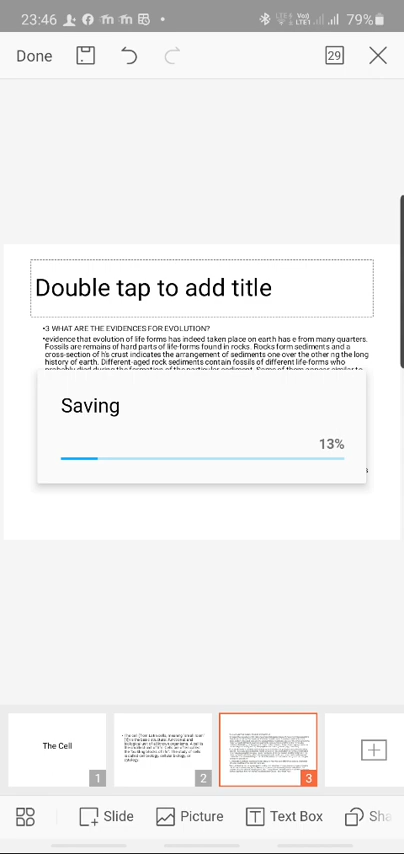 23:46
VoD LTE1 79%
Done
29
Double tap to add title
•3 WHAT ARE THE EVIDENCES FOR EVOLUTION?
•evidence that evolution of life forms has indeed taken place on earth has e from many quarters.
Fossils are remains of hard parts of life-forms found in rocks. Rocks form sediments and a
cross-section of h's crust indicates the arrangement of sediments one over the other ng the long
history of earth. Different-aged rock sediments contain fossils of different life-forms who
Saving
13%
The Cell
1
2
3
Slide
Picture
Text Box
Sha